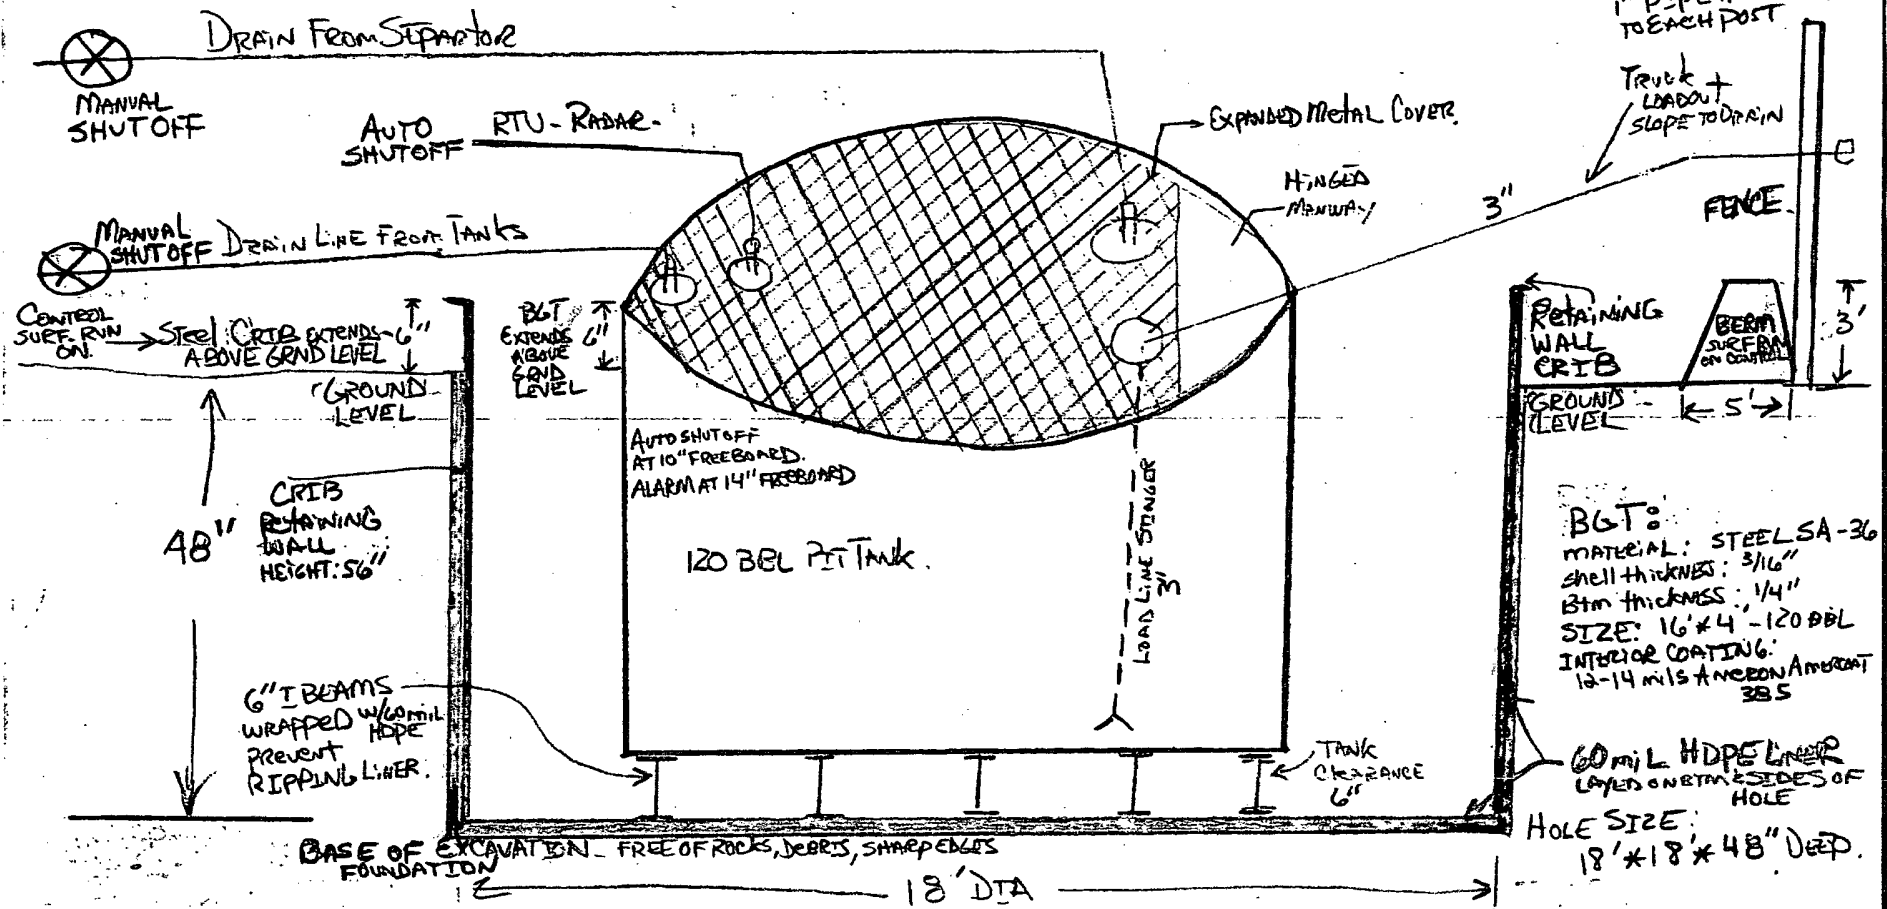 TO EACH POST
DRAIN FROM SEPARTOR
MANUAL
SHUT OFF
AUTO
SHUTOFF
RTU-RADAR-
EXPANDED METAL COVER.
TRUCK
LOADOUT
SLOPE TO DRAIN
HINGED
MANWAY
3"
FENCE
MANUAL
SHUTOFF
DRAIN LINE FROM TANKS
CONTROL
SURF. RUN
ON.
Steel CRIB EXTENDS
ABOVE GRND LEVEL
6"
BGT
EXTENDS
ABOVE
GRND
LEVEL
6"
GROUND
LEVEL
Retaining
WALL
CRIB
BERM
SURF RUN
ON CONTROL
3'
GROUND
LEVEL
5'
AUTO SHUTOFF
AT 10" FREEBOARD.
ALARM AT 14" FREEBOARD
48"
CRIB
RETAINING
WALL
HEIGHT: 56"
120 BBL PIT TANK.
LOAD LINE STINGER
3"
BGT:
MATERIAL: STEEL SA-36
shell thickness: 3/16"
Btm thickness: 1/4"
SIZE: 16'*4'-120 BBL
INTERIOR COATING:
12-14 mils AMERON AMERCOAT
385
6" I BEAMS
WRAPPED W/60 mil
HDPE
PREVENT
RIPPING LINER.
TANK
CLEARANCE
6"
60 mil HDPE LINER
LAYED ON BTM & SIDES OF
HOLE
HOLE SIZE:
18'*18'*48" DEEP.
BASE OF EXCAVATION - FREE OF ROCKS, DEBRIS, SHARP EDGES
FOUNDATION
18' DIA